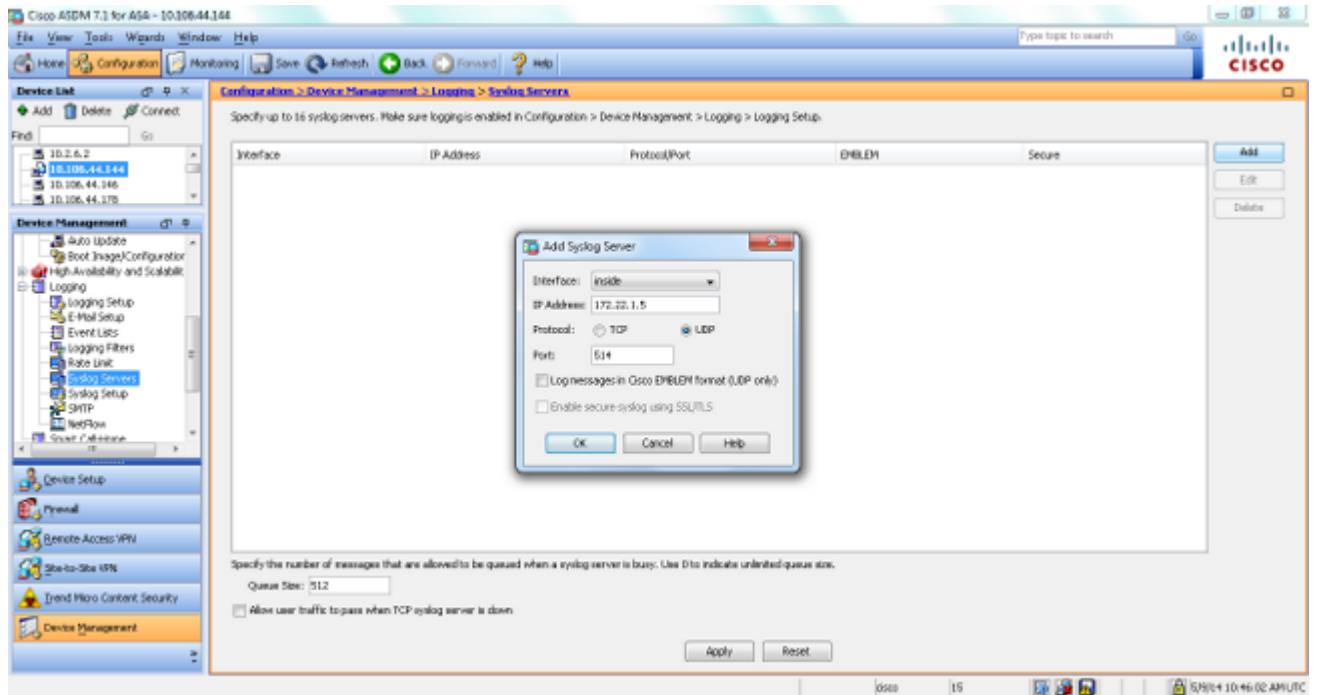 Cisco ASDM 7.1 for ASA - 10.106.44.144
File View Tools Wizards Window Help
Type topic to search Go
Home Configuration Monitoring Save Refresh Back Forward Help
CISCO
Device List
Add Delete Connect
Find: Go
10.2.6.2
10.106.44.144
10.106.44.146
10.106.44.178
Device Management
Auto Update
Boot Image/Configuration
High Availability and Scalabilit
Logging
Logging Setup
E-Mail Setup
Event Lists
Logging Filters
Rate Limit
Syslog Servers
Syslog Setup
SMTP
NetFlow
Device Setup
Firewall
Remote Access VPN
Site-to-Site VPN
Trend Micro Content Security
Device Management
Configuration > Device Management > Logging > Syslog Servers
Specify up to 16 syslog servers. Make sure logging is enabled in Configuration > Device Management > Logging > Logging Setup.
Interface IP Address Protocol/Port EMBLEM Secure
Add
Edit
Delete
Add Syslog Server
Interface: inside
IP Address: 172.22.1.5
Protocol: TCP UDP
Port: 514
Log messages in Cisco EMBLEM format (UDP only)
Enable secure syslog using SSL/TLS
OK Cancel Help
Specify the number of messages that are allowed to be queued when a syslog server is busy. Use 0 to indicate unlimited queue size.
Queue Size: 512
Allow user traffic to pass when TCP syslog server is down
Apply Reset
cisco 15 5/9/14 10:46:02 AM UTC